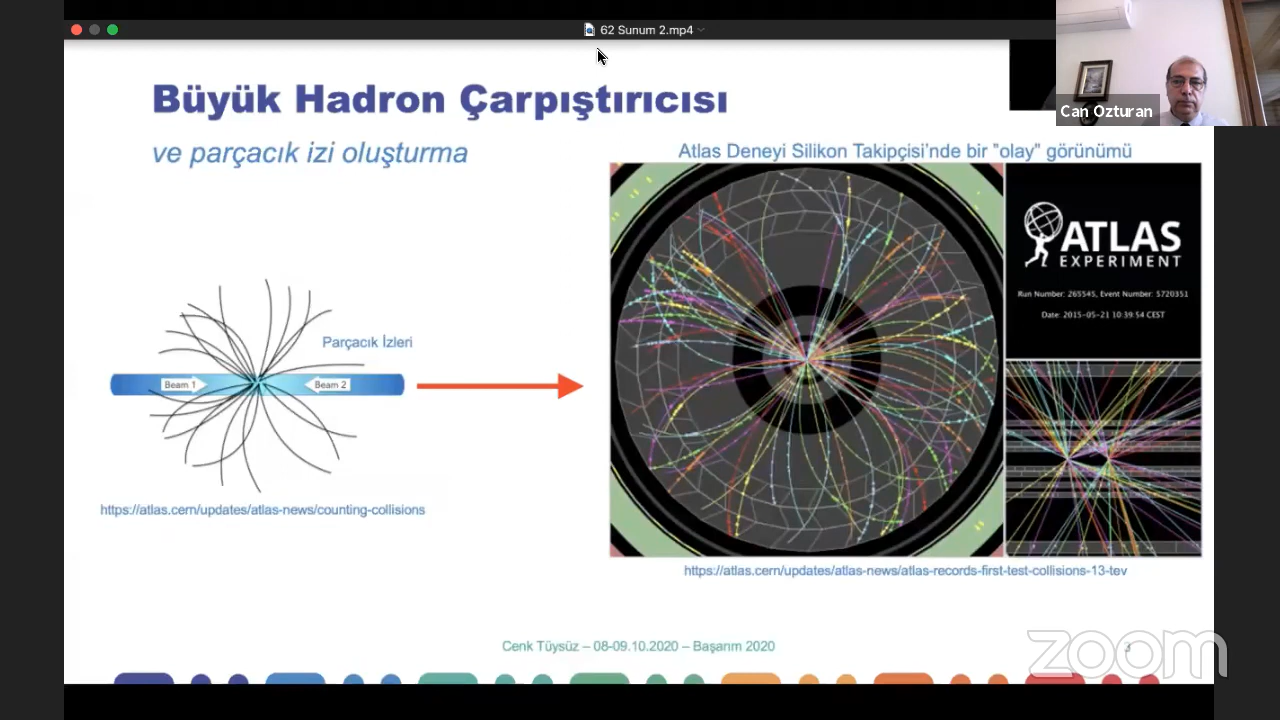 62 Sunum 2.mp4
Can Ozturan
Büyük Hadron Çarpıştırıcısı
ve parçacık izi oluşturma
Atlas Deneyi Silikon Takipçisi'nde bir "olay" görünümü
ATLAS
EXPERIMENT
Run Number: 265545, Event Number: 5720351
Date: 2015-05-21 10:39:54 CEST
Parçacık İzleri
Beam 1
Beam 2
https://atlas.cern/updates/atlas-news/counting-collisions
https://atlas.cern/updates/atlas-news/atlas-records-first-test-collisions-13-tev
Cenk Tüysüz – 08-09.10.2020 – Başarım 2020
3
zoom